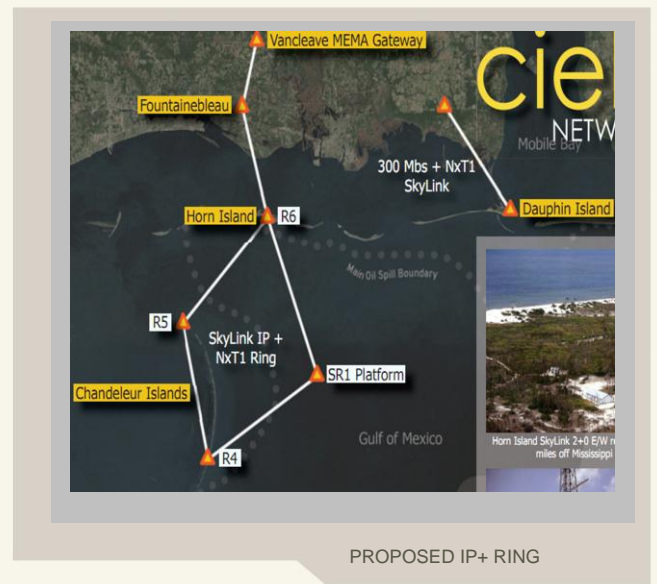 Vancleave MEMA Gateway
cie
NETW
Fountainebleau
Mobile Bay
300 Mbs + NxT1
SkyLink
Dauphin Island
Horn Island
R6
Main Oil Spill Boundary
R5
SkyLink IP +
NxT1 Ring
SR1 Platform
Chandeleur Islands
Gulf of Mexico
R4
Horn Island SkyLink 2+0 E/W r
miles off Mississippi
PROPOSED IP+ RING